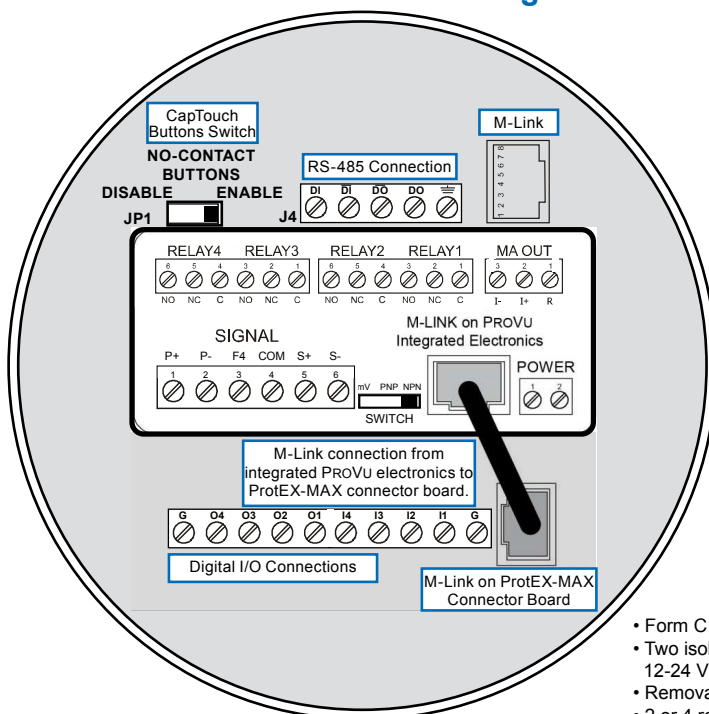 CapTouch
Buttons Switch
NO-CONTACT
BUTTONS
DISABLE ENABLE
JP1
RS-485 Connection
DI D̅I̅ D̅O̅ DO
J4
M-Link
1 2 3 4 5 6 7 8
RELAY4 RELAY3
6 5 4 3 2 1
NO NC C NO NC C
RELAY2 RELAY1
6 5 4 3 2 1
NO NC C NO NC C
MA OUT
3 2 1
I- I+ R
M-LINK on PROVU
Integrated Electronics
SIGNAL
P+ P- F4 COM S+ S-
1 2 3 4 5 6
mV PNP NPN
SWITCH
POWER
1 2
M-Link connection from
integrated PROVU electronics to
ProtEX-MAX connector board.
G O4 O3 O2 O1 I4 I3 I2 I1 G
Digital I/O Connections
M-Link on ProtEX-MAX
Connector Board
• Form C
• Two isol
12-24 V
• Remova